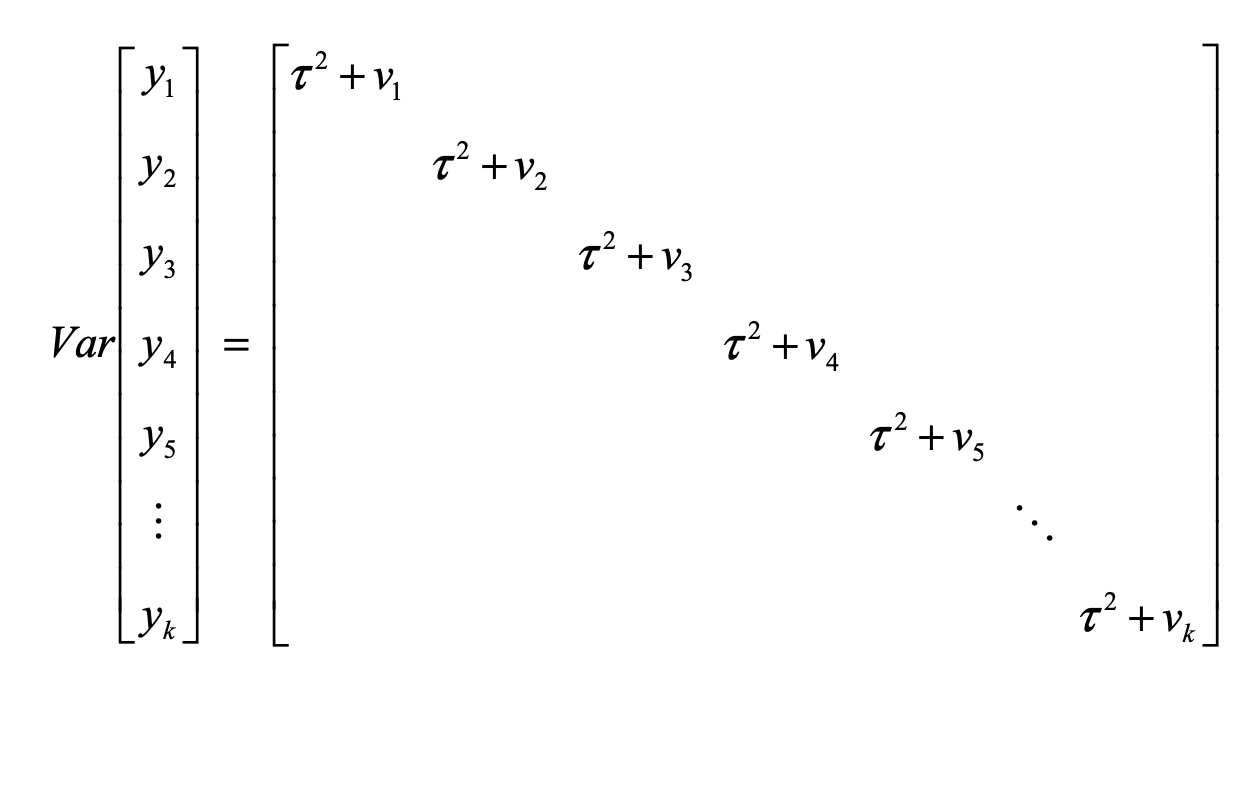 y₁ τ² + v₁
y₂ τ² + v₂
y₃ τ² + v₃
Var y₄ = τ² + v₄
y₅ τ² + v₅
⋮ ⋱
yₖ τ² + vₖ